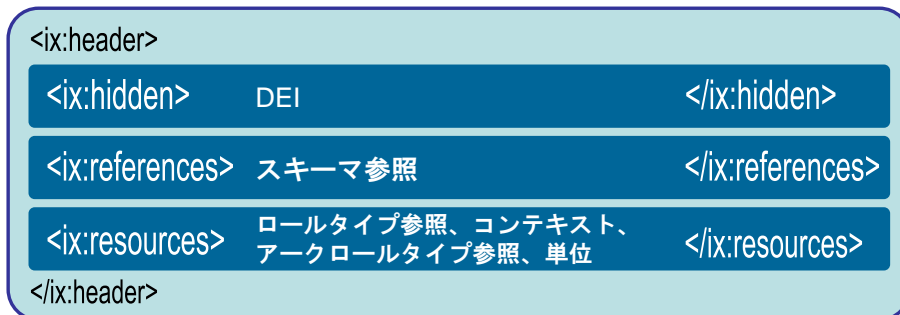 <ix:header>
<ix:hidden> DEI </ix:hidden>
<ix:references> スキーマ参照 </ix:references>
<ix:resources> ロールタイプ参照、コンテキスト、
アークロールタイプ参照、単位 </ix:resources>
</ix:header>